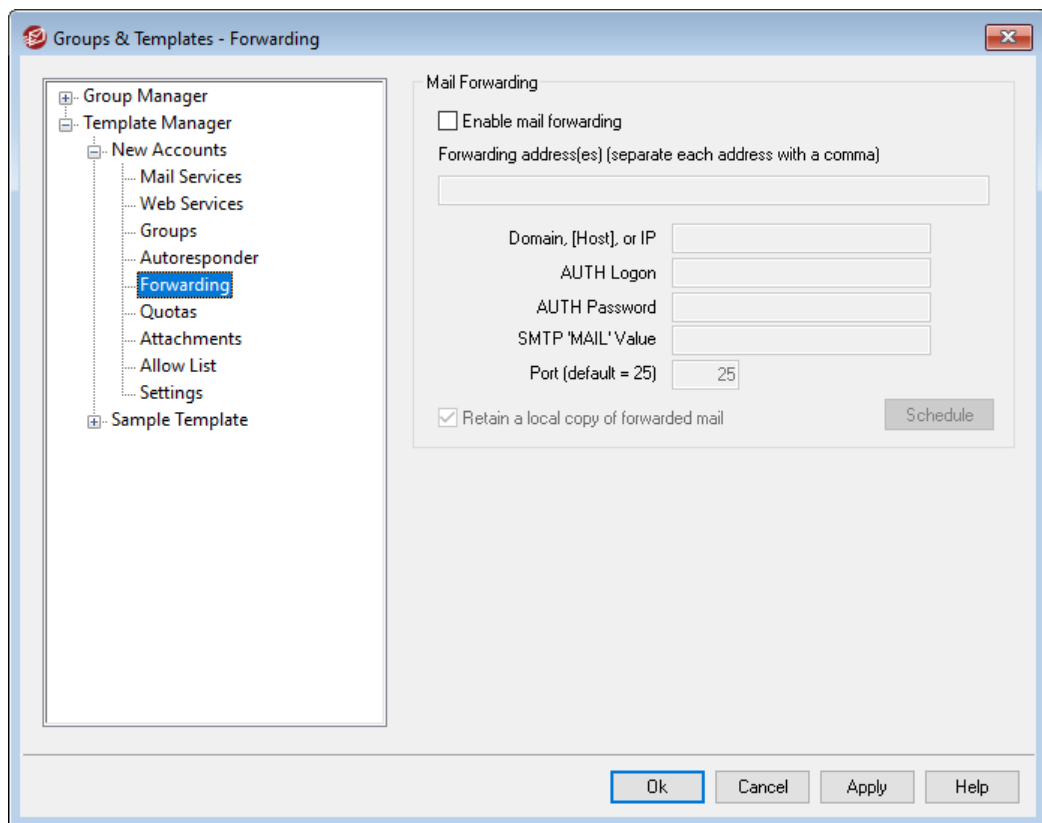 Groups & Templates - Forwarding
Group Manager
Template Manager
New Accounts
Mail Services
Web Services
Groups
Autoresponder
Forwarding
Quotas
Attachments
Allow List
Settings
Sample Template
Mail Forwarding
Enable mail forwarding
Forwarding address(es) (separate each address with a comma)
Domain, [Host], or IP
AUTH Logon
AUTH Password
SMTP 'MAIL' Value
Port (default = 25) 25
Retain a local copy of forwarded mail Schedule
Ok Cancel Apply Help